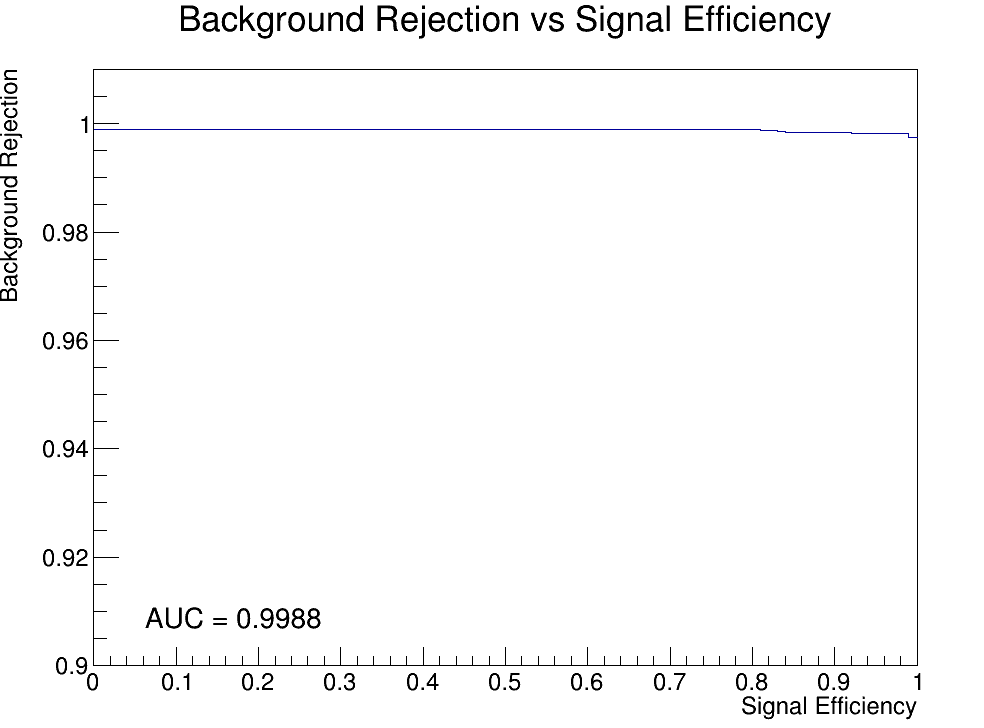 Background Rejection vs Signal Efficiency
Background Rejection
1
0.98
0.96
0.94
0.92
0.9
AUC = 0.9988
0 0.1 0.2 0.3 0.4 0.5 0.6 0.7 0.8 0.9 1
Signal Efficiency